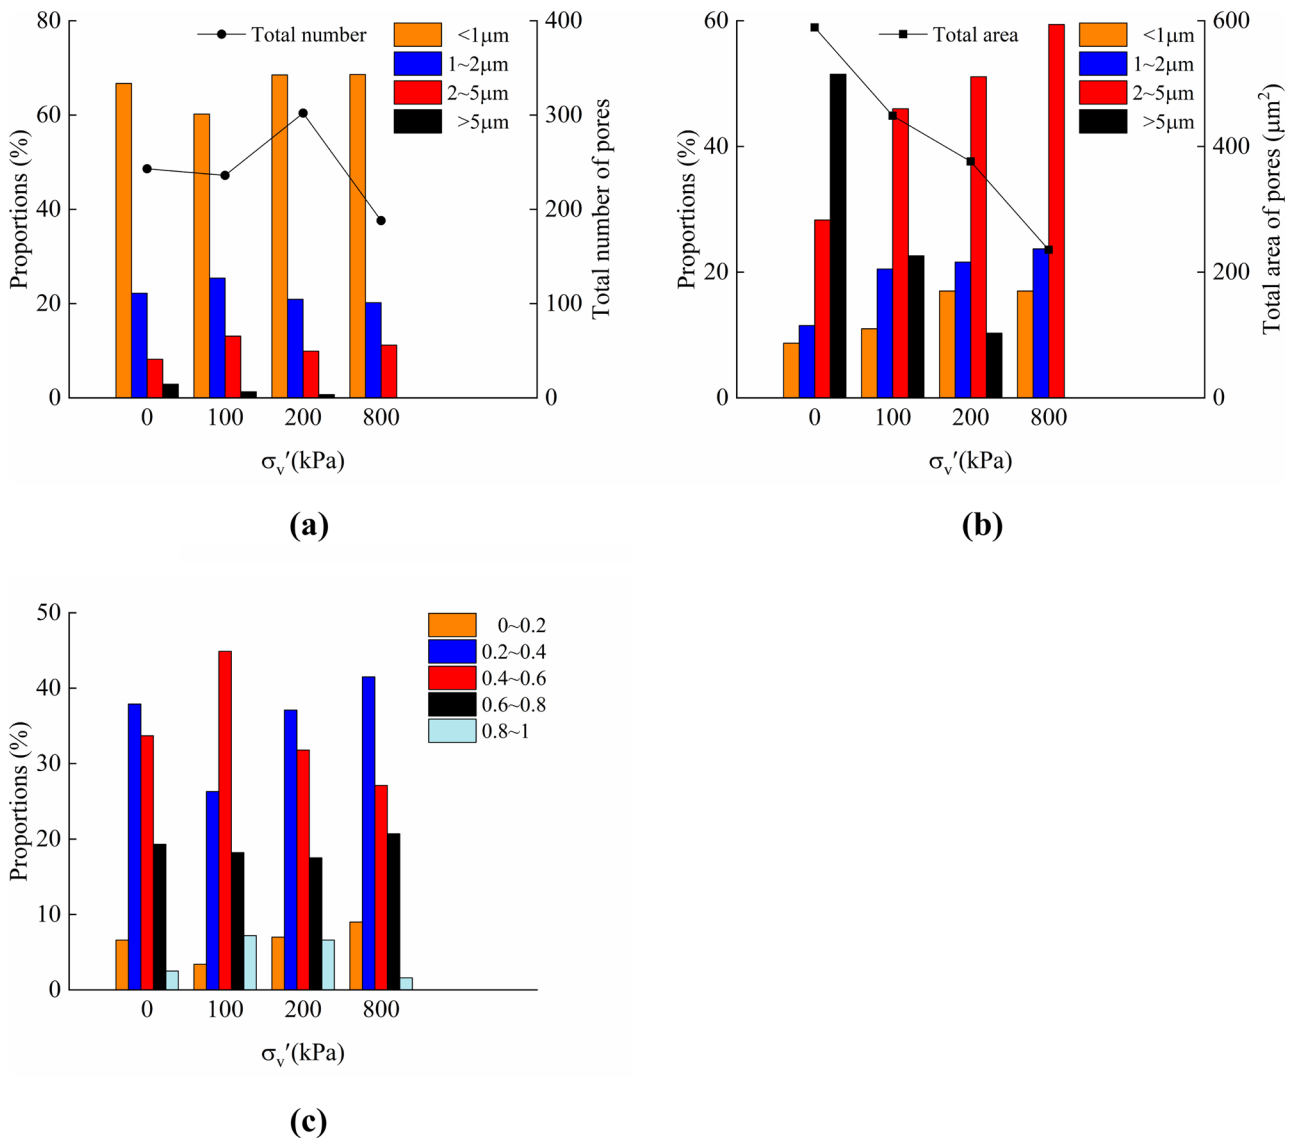 Proportions (%)
80
60
40
20
0
Total number
<1μm
1~2μm
2~5μm
>5μm
400
300
200
100
0
Total number of pores
0 100 200 800
σv′(kPa)
(a)
Proportions (%)
60
40
20
0
Total area
<1μm
1~2μm
2~5μm
>5μm
600
400
200
0
Total area of pores (μm²)
0 100 200 800
σv′(kPa)
(b)
Proportions (%)
50
40
30
20
10
0
0~0.2
0.2~0.4
0.4~0.6
0.6~0.8
0.8~1
0 100 200 800
σv′(kPa)
(c)